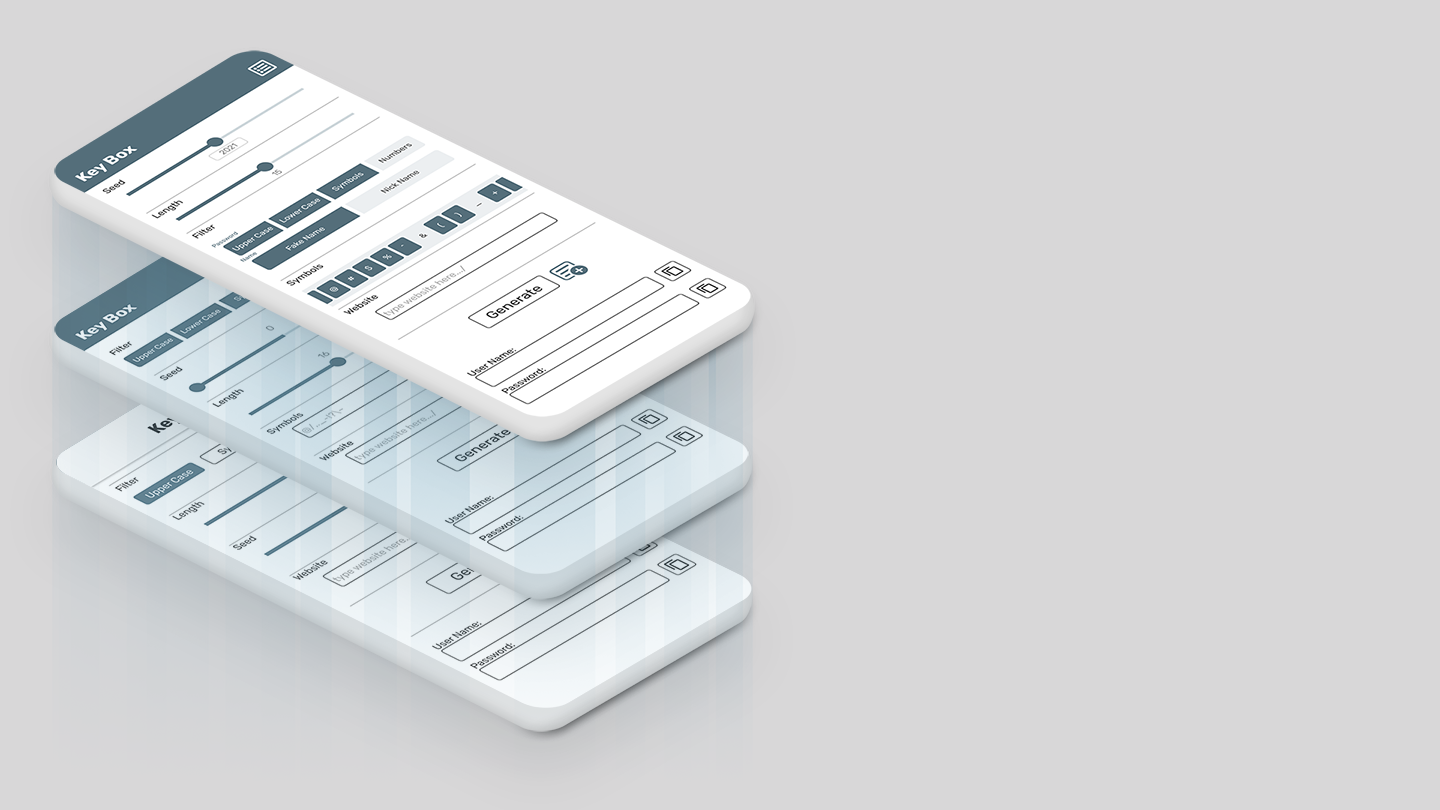 Key Box
Seed
2021
Length
15
Filter
Password
Upper Case
Lower Case
Symbols
Numbers
Name
Fake Name
Nick Name
Symbols
@
#
$
%
&
(
)
_
+
Website
type website here.../
Generate
User Name:
Password:
Key Box
Filter
Upper Case
Lower Case
Seed
0
Length
16
Symbols
Website
type website here.../
Generate
User Name:
Password:
Filter
Upper Case
Sy
Length
Seed
Website
type website here..
User Name:
Password: